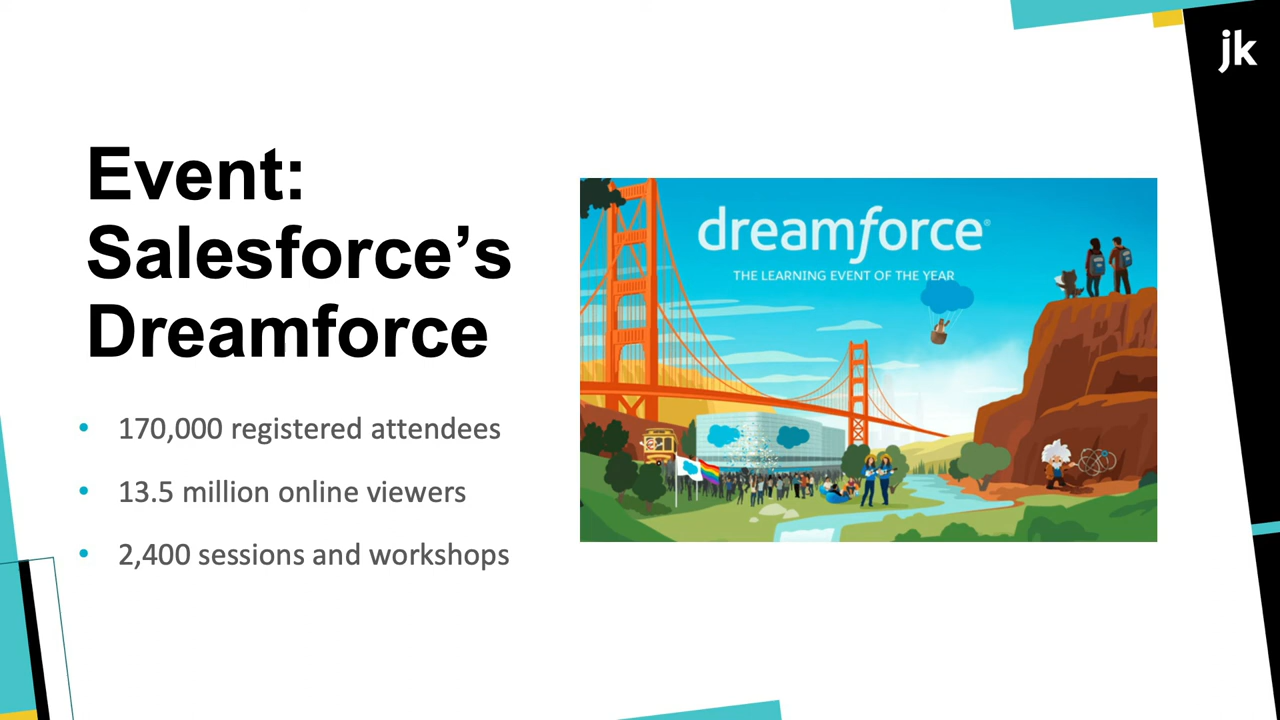 jk
Event:
Salesforce’s
Dreamforce
• 170,000 registered attendees
• 13.5 million online viewers
• 2,400 sessions and workshops
dreamforce®
THE LEARNING EVENT OF THE YEAR